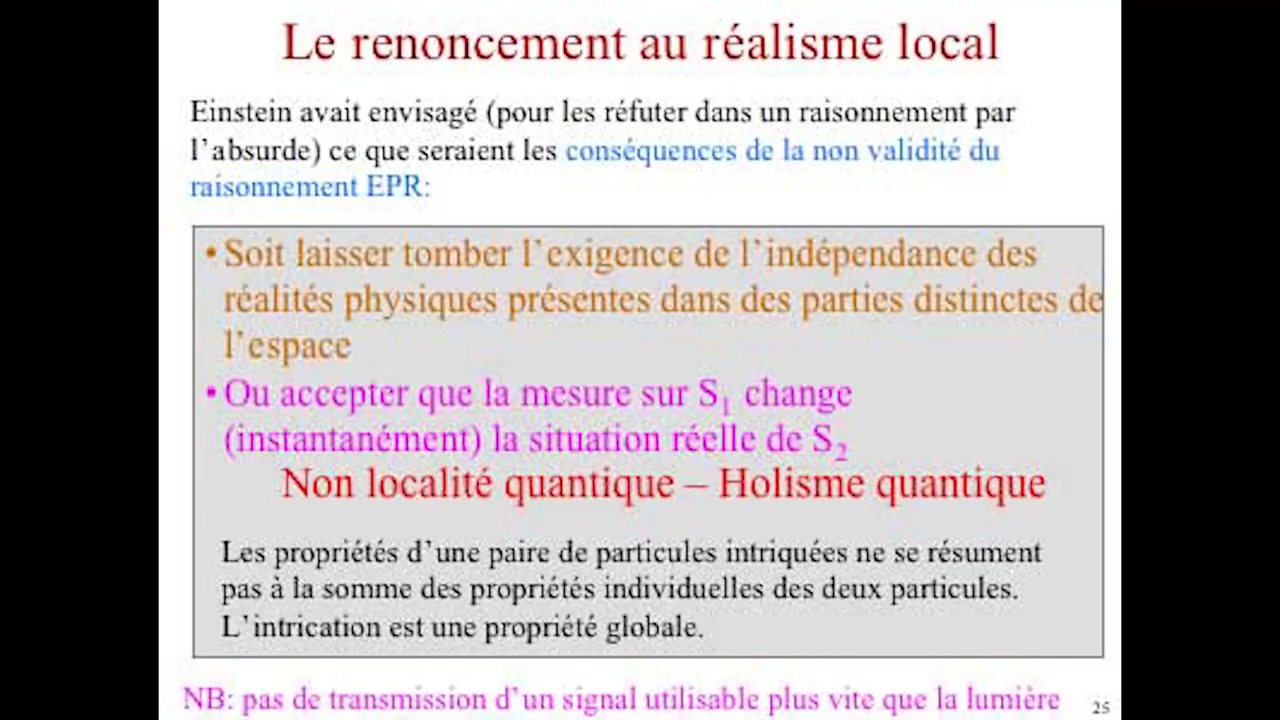 Le renoncement au réalisme local
Einstein avait envisagé (pour les réfuter dans un raisonnement par
l’absurde) ce que seraient les conséquences de la non validité du
raisonnement EPR:
• Soit laisser tomber l’exigence de l’indépendance des
réalités physiques présentes dans des parties distinctes de
l’espace
• Ou accepter que la mesure sur S₁ change
(instantanément) la situation réelle de S₂
Non localité quantique – Holisme quantique
Les propriétés d’une paire de particules intriquées ne se résument
pas à la somme des propriétés individuelles des deux particules.
L’intrication est une propriété globale.
NB: pas de transmission d’un signal utilisable plus vite que la lumière
25